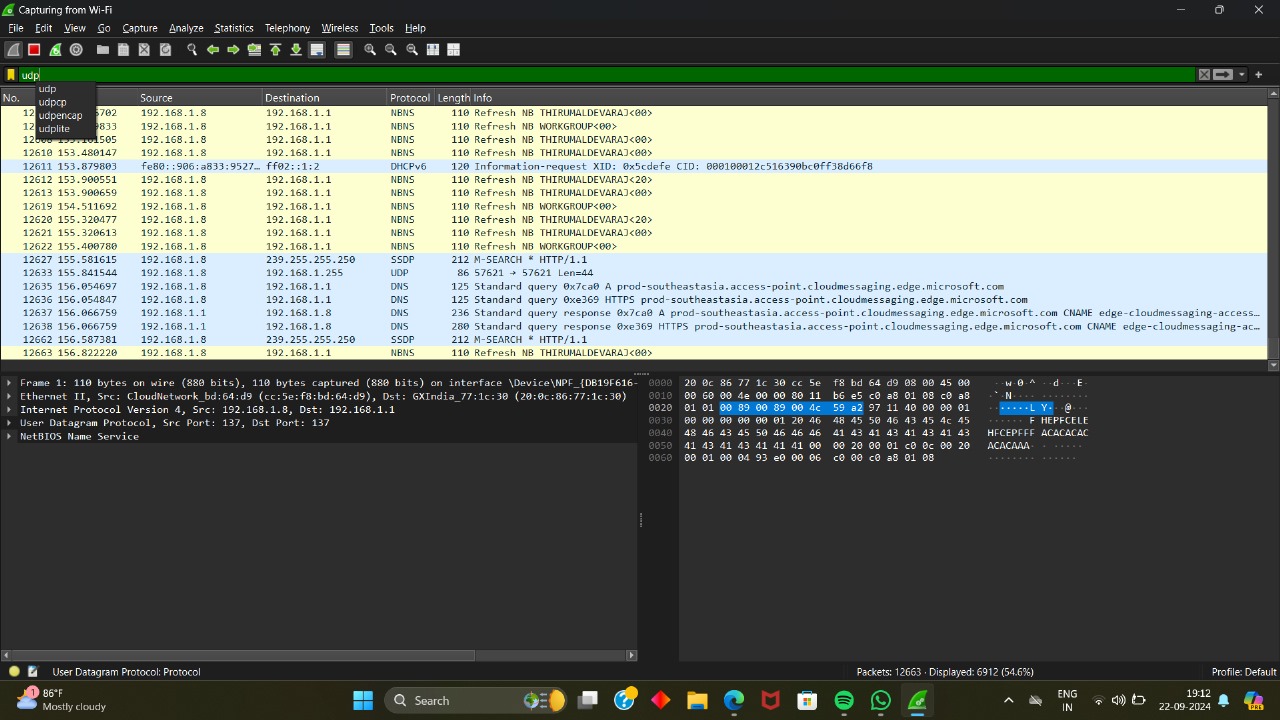 Capturing from Wi-Fi
File Edit View Go Capture Analyze Statistics Telephony Wireless Tools Help
udp
udp
udpcp
udpencap
udplite
No. Source Destination Protocol Length Info
192.168.1.8 192.168.1.1 NBNS 110 Refresh NB THIRUMALDEVARAJ<00>
192.168.1.8 192.168.1.1 NBNS 110 Refresh NB WORKGROUP<00>
192.168.1.8 192.168.1.1 NBNS 110 Refresh NB THIRUMALDEVARAJ<20>
12610 153.480147 192.168.1.8 192.168.1.1 NBNS 110 Refresh NB THIRUMALDEVARAJ<00>
12611 153.879803 fe80::906:a833:9527… ff02::1:2 DHCPv6 120 Information-request XID: 0x5cdefe CID: 000100012c516390bc0ff38d66f8
12612 153.900551 192.168.1.8 192.168.1.1 NBNS 110 Refresh NB THIRUMALDEVARAJ<20>
12613 153.900659 192.168.1.8 192.168.1.1 NBNS 110 Refresh NB THIRUMALDEVARAJ<00>
12619 154.511692 192.168.1.8 192.168.1.1 NBNS 110 Refresh NB WORKGROUP<00>
12620 155.320477 192.168.1.8 192.168.1.1 NBNS 110 Refresh NB THIRUMALDEVARAJ<20>
12621 155.320613 192.168.1.8 192.168.1.1 NBNS 110 Refresh NB THIRUMALDEVARAJ<00>
12622 155.400780 192.168.1.8 192.168.1.1 NBNS 110 Refresh NB WORKGROUP<00>
12627 155.581615 192.168.1.8 239.255.255.250 SSDP 212 M-SEARCH * HTTP/1.1
12633 155.841544 192.168.1.8 192.168.1.255 UDP 86 57621 → 57621 Len=44
12635 156.054697 192.168.1.8 192.168.1.1 DNS 125 Standard query 0x7ca0 A prod-southeastasia.access-point.cloudmessaging.edge.microsoft.com
12636 156.054847 192.168.1.8 192.168.1.1 DNS 125 Standard query 0xe369 HTTPS prod-southeastasia.access-point.cloudmessaging.edge.microsoft.com
12637 156.066759 192.168.1.1 192.168.1.8 DNS 236 Standard query response 0x7ca0 A prod-southeastasia.access-point.cloudmessaging.edge.microsoft.com CNAME edge-cloudmessaging-access…
12638 156.066759 192.168.1.1 192.168.1.8 DNS 280 Standard query response 0xe369 HTTPS prod-southeastasia.access-point.cloudmessaging.edge.microsoft.com CNAME edge-cloudmessaging-ac…
12662 156.587381 192.168.1.8 239.255.255.250 SSDP 212 M-SEARCH * HTTP/1.1
12663 156.822220 192.168.1.8 192.168.1.1 NBNS 110 Refresh NB THIRUMALDEVARAJ<00>
Frame 1: 110 bytes on wire (880 bits), 110 bytes captured (880 bits) on interface \Device\NPF_{DB19F616-
Ethernet II, Src: CloudNetwork_bd:64:d9 (cc:5e:f8:bd:64:d9), Dst: GXIndia_77:1c:30 (20:0c:86:77:1c:30)
Internet Protocol Version 4, Src: 192.168.1.8, Dst: 192.168.1.1
User Datagram Protocol, Src Port: 137, Dst Port: 137
NetBIOS Name Service
0000 20 0c 86 77 1c 30 cc 5e f8 bd 64 d9 08 00 45 00 ··w·0·^ ··d···E·
0010 00 60 00 4e 00 00 80 11 b6 e5 c0 a8 01 08 c0 a8 ·`·N···· ········
0020 01 01 00 89 00 89 00 4c 59 a2 97 11 40 00 00 01 ·······L Y···@···
0030 00 00 00 00 00 01 20 46 48 45 50 46 43 45 4c 45 ······ F HEPFCELE
0040 48 46 43 45 50 46 46 46 41 43 41 43 41 43 41 43 HFCEPFFF ACACACAC
0050 41 43 41 43 41 41 41 00 00 20 00 01 c0 0c 00 20 ACACAAA· · ·····
0060 00 01 00 04 93 e0 00 06 c0 00 c0 a8 01 08 ········ ······
User Datagram Protocol: Protocol
Packets: 12663 · Displayed: 6912 (54.6%)
Profile: Default
1
86°F
Mostly cloudy
Search
PRE
ENG
IN
19:12
22-09-2024